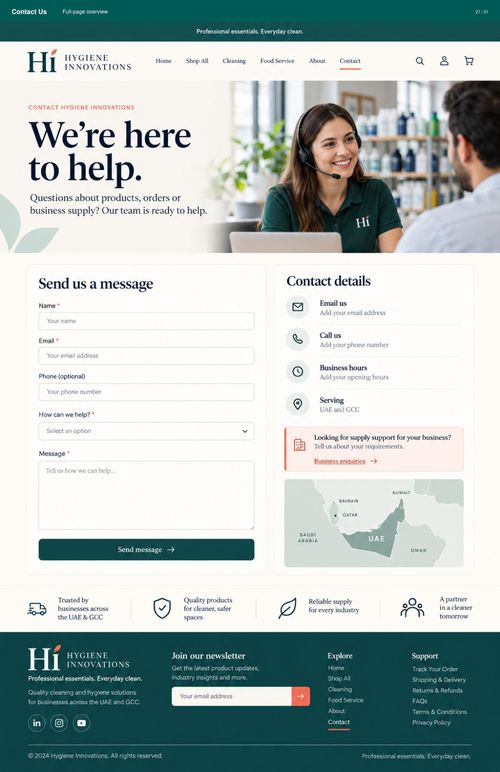 Contact Us
Full-page overview
27 / 31
Professional essentials. Everyday clean.
Hi HYGIENE
INNOVATIONS
Home
Shop All
Cleaning
Food Service
About
Contact
CONTACT HYGIENE INNOVATIONS
We're here
to help.
Questions about products, orders or
business supply? Our team is ready to help.
Hi
Send us a message
Name *
Your name
Email *
Your email address
Phone (optional)
Your phone number
How can we help? *
Select an option
Message *
Tell us how we can help...
Send message →
Contact details
Email us
Add your email address
Call us
Add your phone number
Business hours
Add your opening hours
Serving
UAE and GCC
Looking for supply support for your business?
Tell us about your requirements.
Business enquiries →
KUWAIT
BAHRAIN
QATAR
SAUDI
ARABIA
UAE
OMAN
Trusted by
businesses across
the UAE & GCC
Quality products
for cleaner, safer
spaces
Reliable supply
for every industry
A partner
in a cleaner
tomorrow
Hi HYGIENE
INNOVATIONS
Professional essentials. Everyday clean.
Quality cleaning and hygiene solutions
for businesses across the UAE and GCC.
in
Join our newsletter
Get the latest product updates,
industry insights and more.
Your email address →
Explore
Home
Shop All
Cleaning
Food Service
About
Contact
Support
Track Your Order
Shipping & Delivery
Returns & Refunds
FAQs
Terms & Conditions
Privacy Policy
© 2024 Hygiene Innovations. All rights reserved.
Professional essentials. Everyday clean.